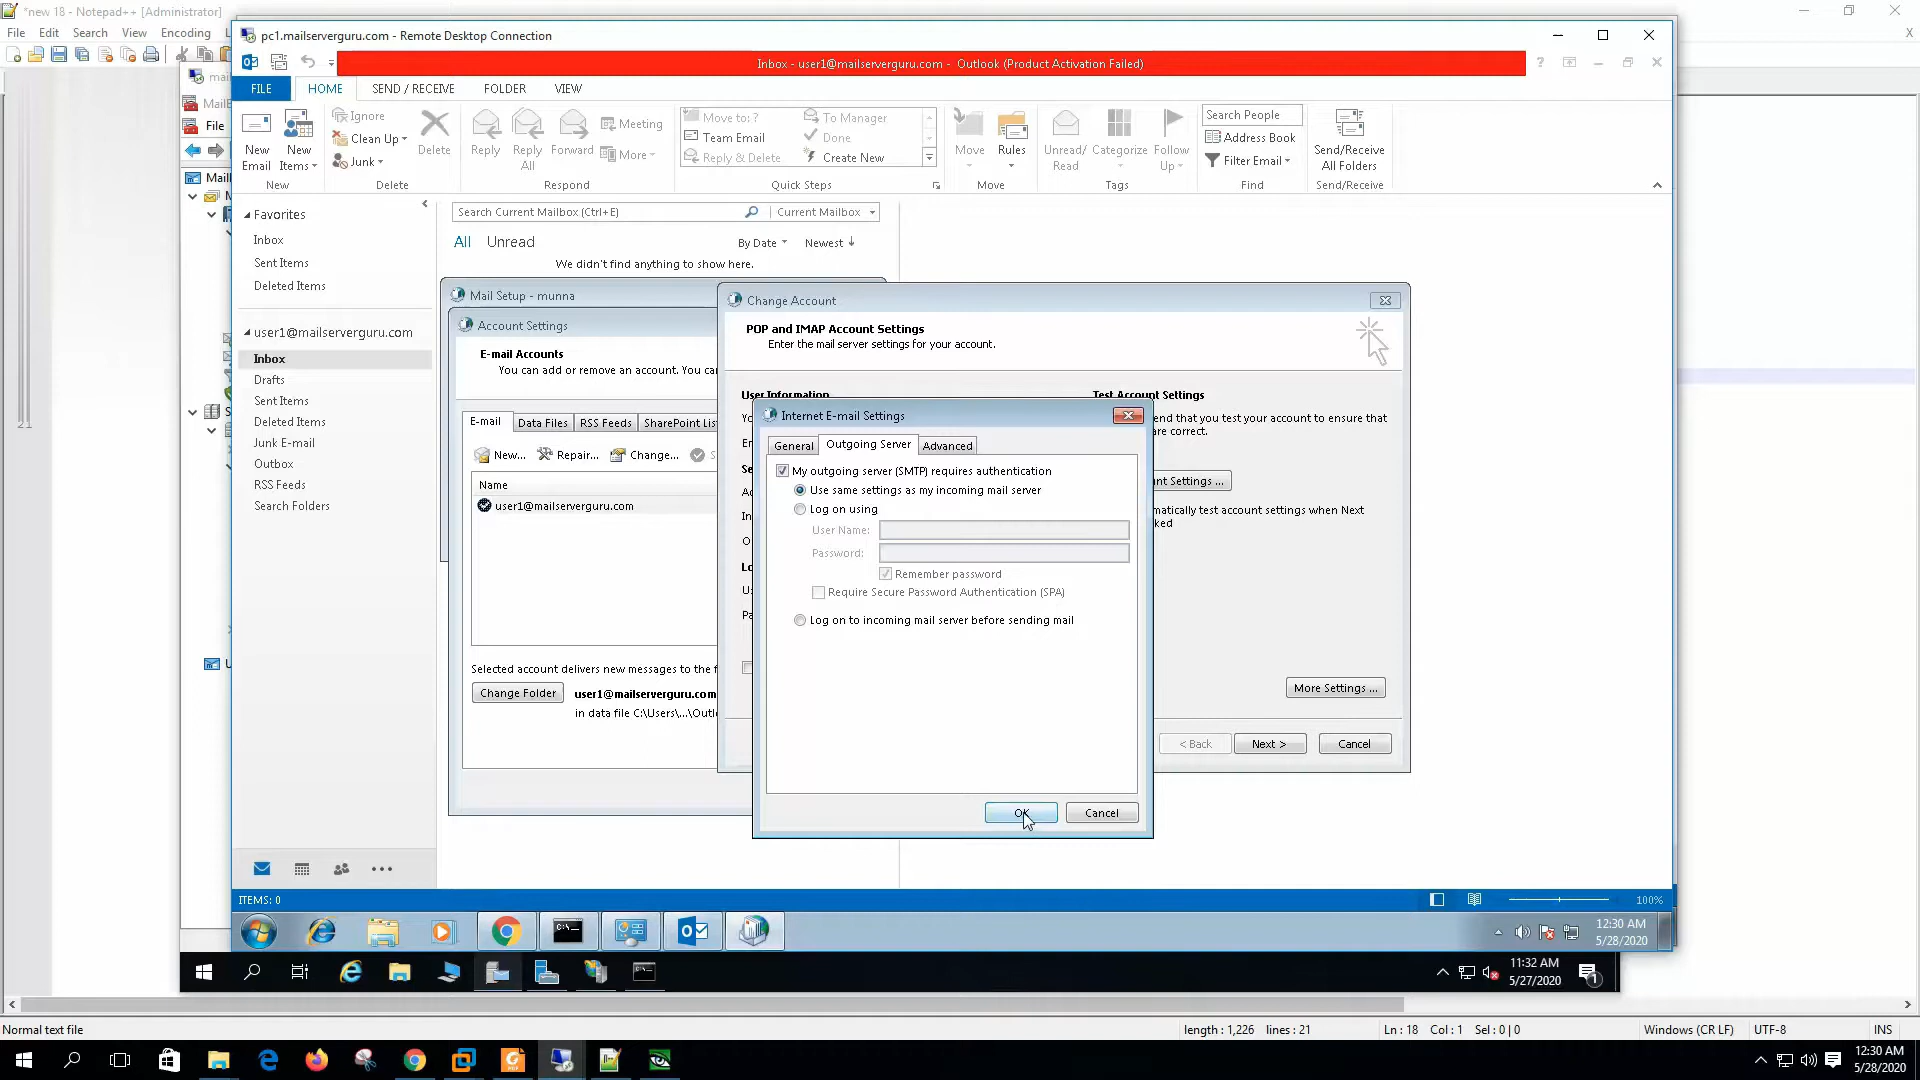 *new 18 - Notepad++ [Administrator]
File Edit Search View Encoding
pc1.mailserverguru.com - Remote Desktop Connection
Inbox - user1@mailserverguru.com - Outlook (Product Activation Failed)
FILE HOME SEND / RECEIVE FOLDER VIEW
File
New Email
New Items
New
Ignore
Clean Up
Junk
Delete
Delete
Reply
Reply All
Forward
Meeting
More
Respond
Move to: ?
Team Email
Reply & Delete
To Manager
Done
Create New
Quick Steps
Move
Rules
Move
Unread/ Read
Categorize
Follow Up
Tags
Search People
Address Book
Filter Email
Find
Send/Receive All Folders
Send/Receive
Favorites
Inbox
Sent Items
Deleted Items
user1@mailserverguru.com
Inbox
Drafts
Sent Items
Deleted Items
Junk E-mail
Outbox
RSS Feeds
Search Folders
Search Current Mailbox (Ctrl+E) Current Mailbox
All Unread By Date Newest
We didn't find anything to show here.
Mail Setup - munna
Account Settings
E-mail Accounts
You can add or remove an account. You car
E-mail Data Files RSS Feeds SharePoint Lis
New... Repair... Change...
Name
user1@mailserverguru.com
Selected account delivers new messages to the f
Change Folder user1@mailserverguru.com
in data file C:\Users\...\Outlo
Change Account
POP and IMAP Account Settings
Enter the mail server settings for your account.
User Information
Test Account Settings
end that you test your account to ensure that
are correct.
nt Settings ...
matically test account settings when Next
ked
More Settings ...
< Back Next > Cancel
Internet E-mail Settings
General Outgoing Server Advanced
My outgoing server (SMTP) requires authentication
Use same settings as my incoming mail server
Log on using
User Name:
Password:
Remember password
Require Secure Password Authentication (SPA)
Log on to incoming mail server before sending mail
OK Cancel
ITEMS: 0 100%
12:30 AM
5/28/2020
11:32 AM
5/27/2020
1
21
Normal text file length : 1,226 lines : 21 Ln : 18 Col : 1 Sel : 0 | 0 Windows (CR LF) UTF-8 INS
12:30 AM
5/28/2020